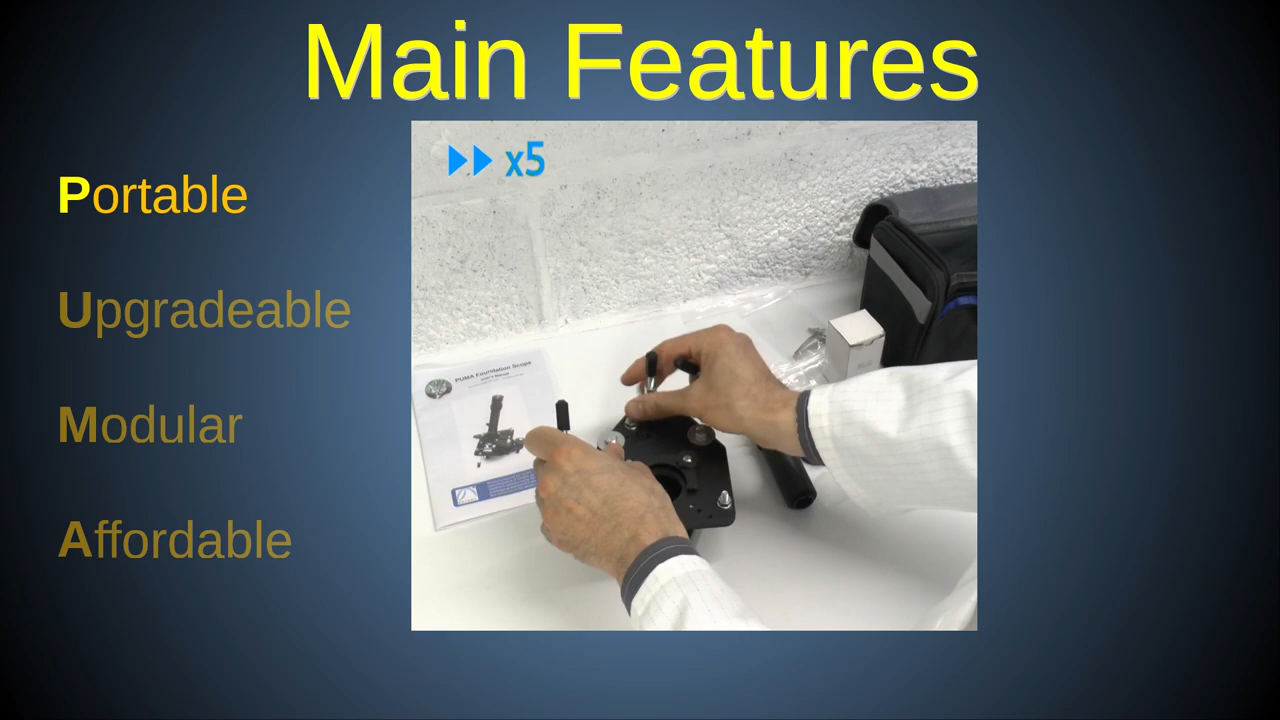 Main Features
x5
Portable
Upgradeable
Modular
Affordable
PUMA Foundation Scope